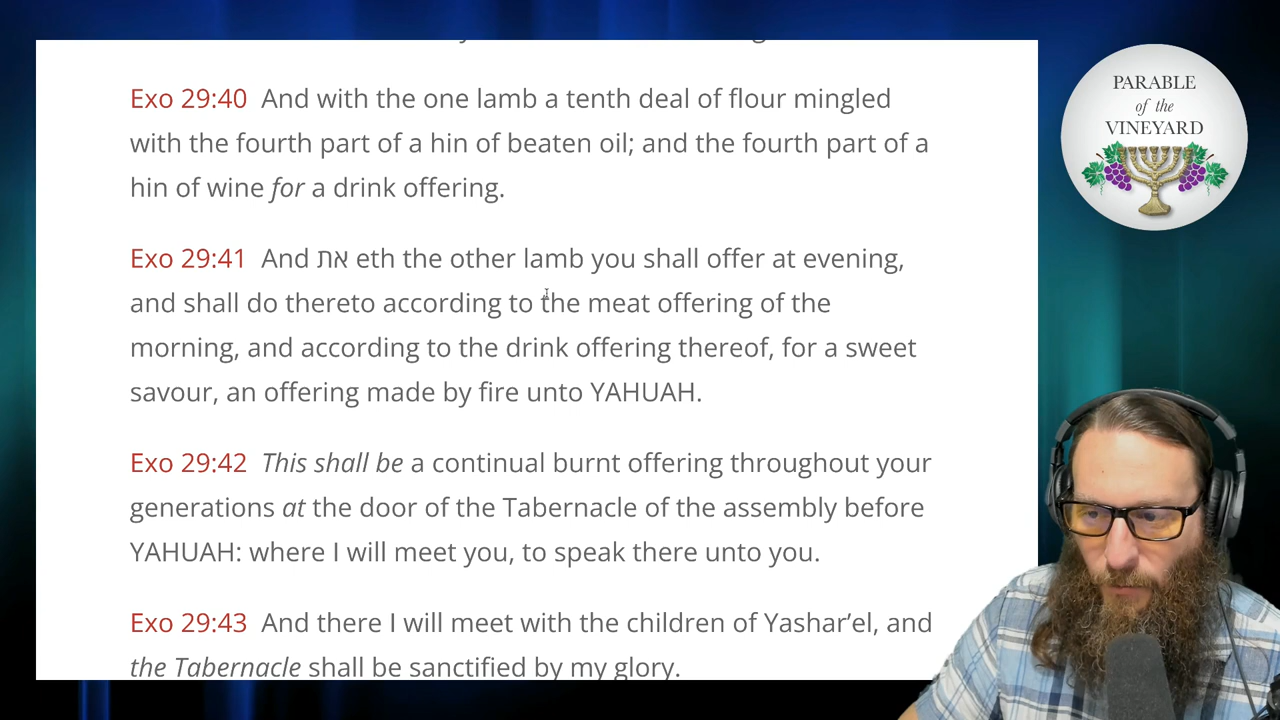 Exo 29:40 And with the one lamb a tenth deal of flour mingled
with the fourth part of a hin of beaten oil; and the fourth part of a
hin of wine for a drink offering.
Exo 29:41 And את eth the other lamb you shall offer at evening,
and shall do thereto according to the meat offering of the
morning, and according to the drink offering thereof, for a sweet
savour, an offering made by fire unto YAHUAH.
Exo 29:42 This shall be a continual burnt offering throughout your
generations at the door of the Tabernacle of the assembly before
YAHUAH: where I will meet you, to speak there unto you.
Exo 29:43 And there I will meet with the children of Yashar’el, and
the Tabernacle shall be sanctified by my glory.
PARABLE
of the
VINEYARD